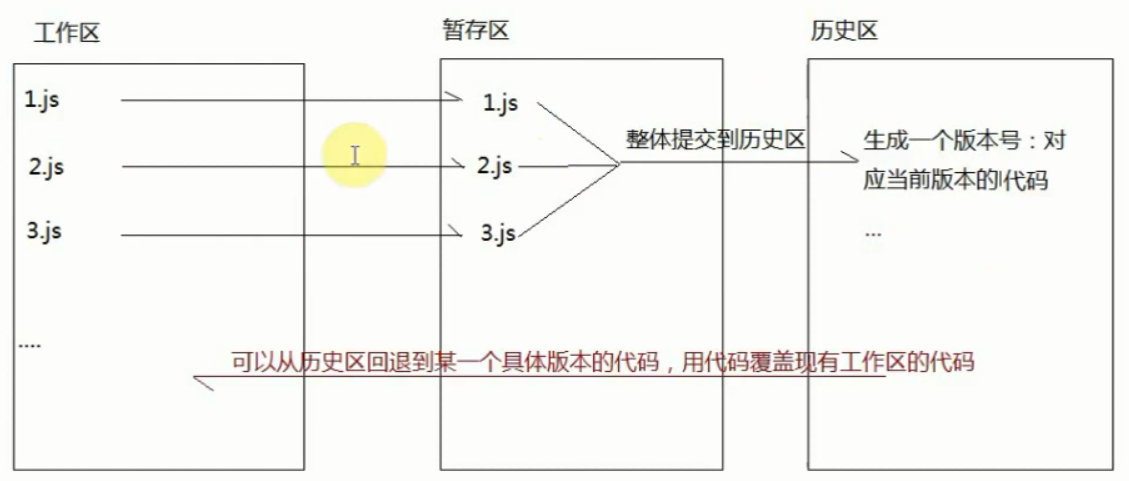 工作区
暂存区
历史区
1.js
2.js
3.js
....
1.js
2.js
3.js
整体提交到历史区
生成一个版本号：对
应当前版本的代码
...
可以从历史区回退到某一个具体版本的代码，用代码覆盖现有工作区的代码